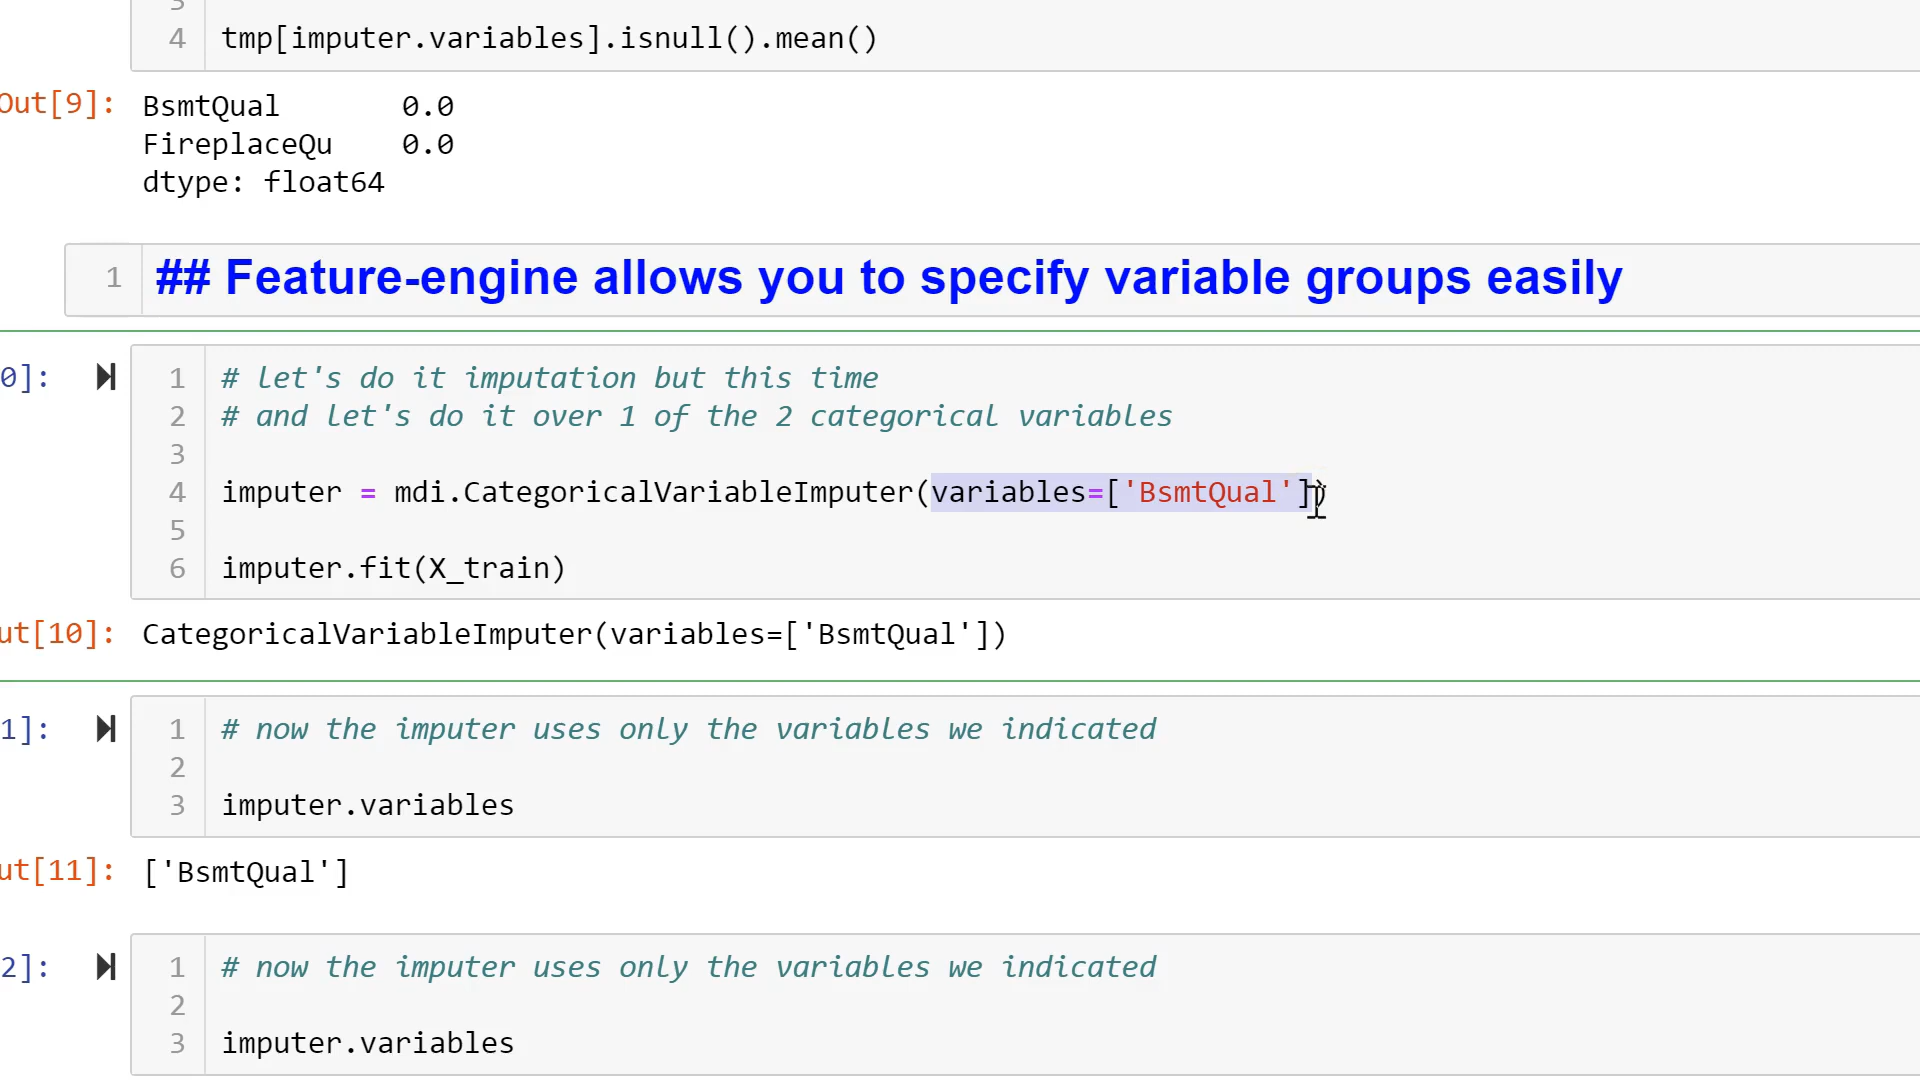 3
4 tmp[imputer.variables].isnull().mean()
Out[9]: BsmtQual 0.0
FireplaceQu 0.0
dtype: float64
1 ## Feature-engine allows you to specify variable groups easily
0]: 1 # let's do it imputation but this time
2 # and let's do it over 1 of the 2 categorical variables
3
4 imputer = mdi.CategoricalVariableImputer(variables=['BsmtQual'])
5
6 imputer.fit(X_train)
ut[10]: CategoricalVariableImputer(variables=['BsmtQual'])
1]: 1 # now the imputer uses only the variables we indicated
2
3 imputer.variables
ut[11]: ['BsmtQual']
2]: 1 # now the imputer uses only the variables we indicated
2
3 imputer.variables